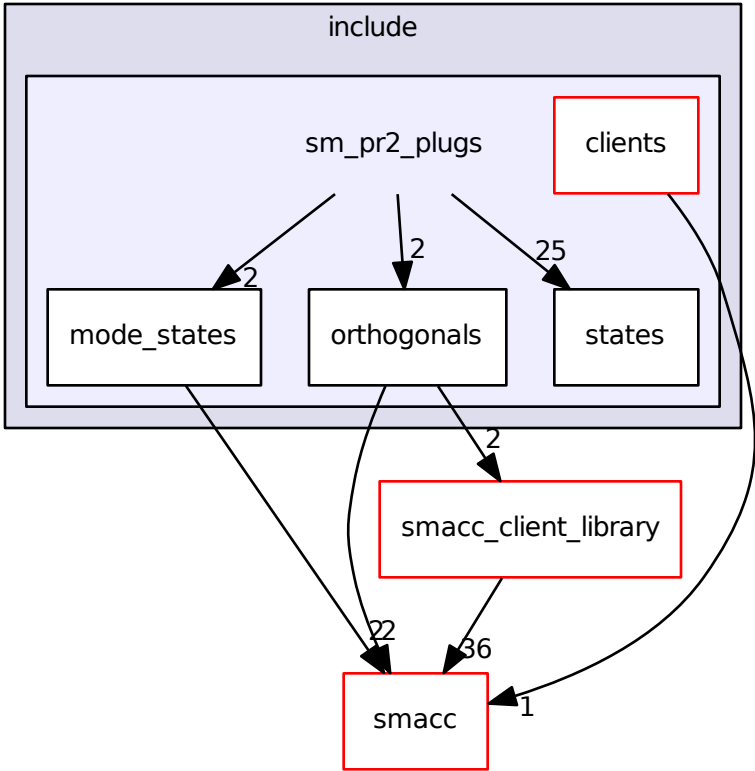 include
sm_pr2_plugs
clients
2
2
25
mode_states
orthogonals
states
2
smacc_client_library
2
2
36
1
smacc